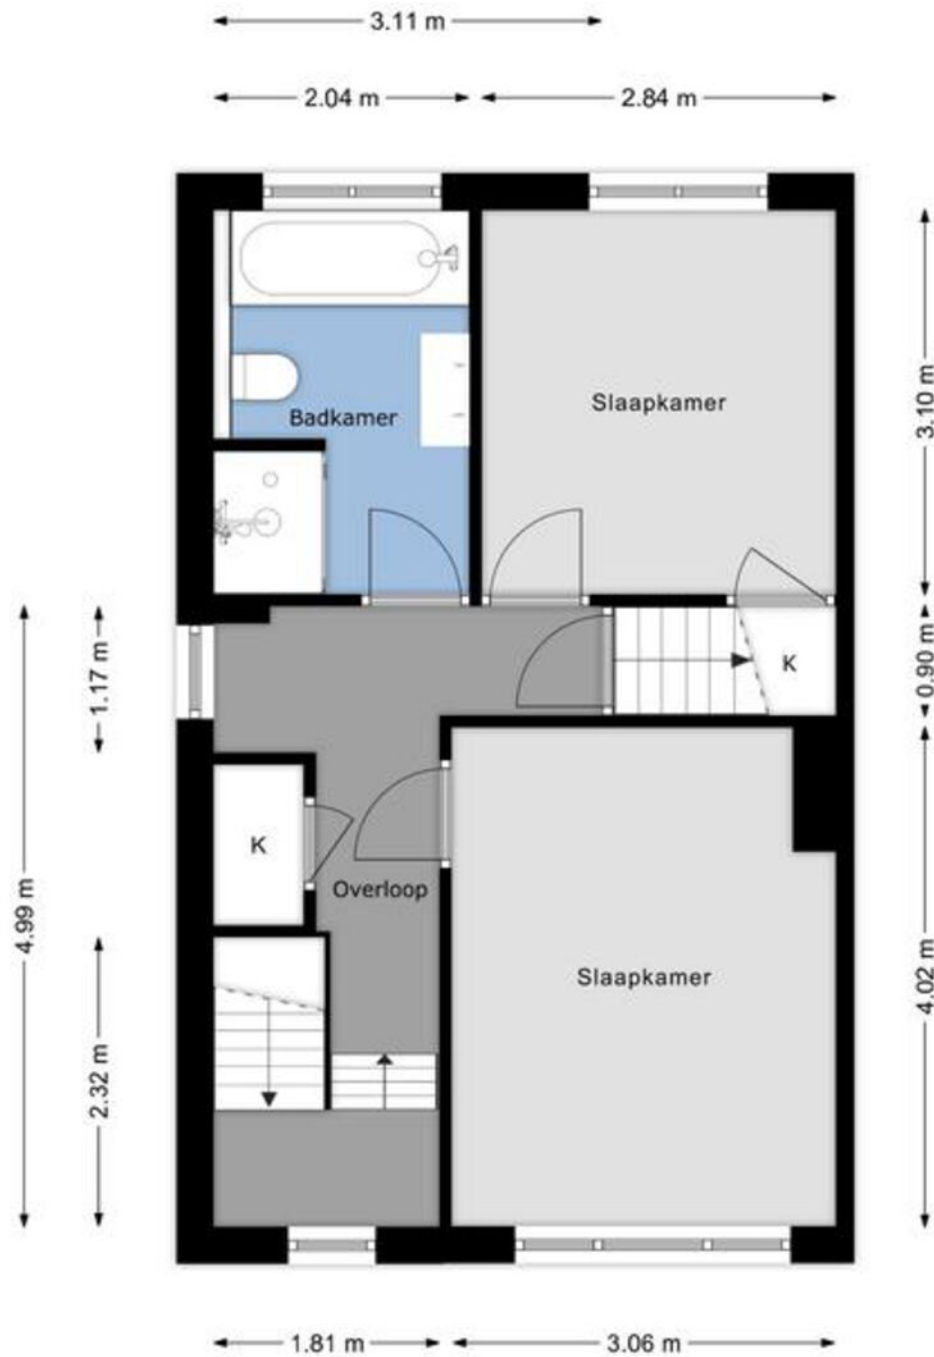 3.11 m
2.04 m
2.84 m
3.10 m
Slaapkamer
Badkamer
0.90 m
1.17 m
K
K
4.99 m
Overloop
4.02 m
Slaapkamer
2.32 m
1.81 m
3.06 m